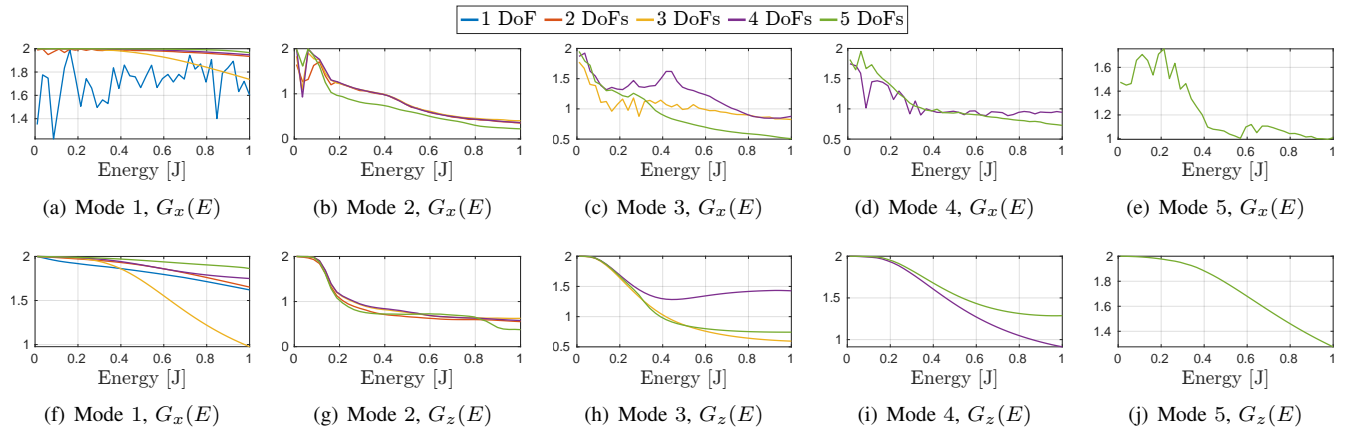 1 DoF 2 DoFs 3 DoFs 4 DoFs 5 DoFs
2
1.8
1.6
1.4
0 0.2 0.4 0.6 0.8 1
Energy [J]
(a) Mode 1, G_x(E)
2
1
0
0 0.2 0.4 0.6 0.8 1
Energy [J]
(b) Mode 2, G_x(E)
2
1.5
1
0.5
0 0.2 0.4 0.6 0.8 1
Energy [J]
(c) Mode 3, G_x(E)
2
1.5
1
0.5
0 0.2 0.4 0.6 0.8 1
Energy [J]
(d) Mode 4, G_x(E)
1.6
1.4
1.2
1
0 0.2 0.4 0.6 0.8 1
Energy [J]
(e) Mode 5, G_x(E)
2
1.5
1
0 0.2 0.4 0.6 0.8 1
Energy [J]
(f) Mode 1, G_x(E)
2
1
0
0 0.2 0.4 0.6 0.8 1
Energy [J]
(g) Mode 2, G_z(E)
2
1.5
1
0.5
0 0.2 0.4 0.6 0.8 1
Energy [J]
(h) Mode 3, G_z(E)
2
1.5
1
0 0.2 0.4 0.6 0.8 1
Energy [J]
(i) Mode 4, G_z(E)
2
1.8
1.6
1.4
0 0.2 0.4 0.6 0.8 1
Energy [J]
(j) Mode 5, G_z(E)